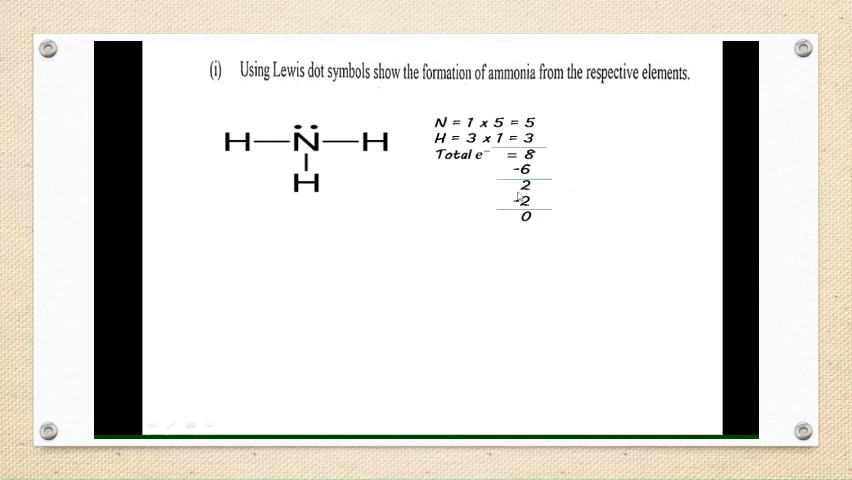 (i) Using Lewis dot symbols show the formation of ammonia from the respective elements.
H—N̈—H
|
H
N = 1 x 5 = 5
H = 3 x 1 = 3
Total e⁻ = 8
-6
2
-2
0